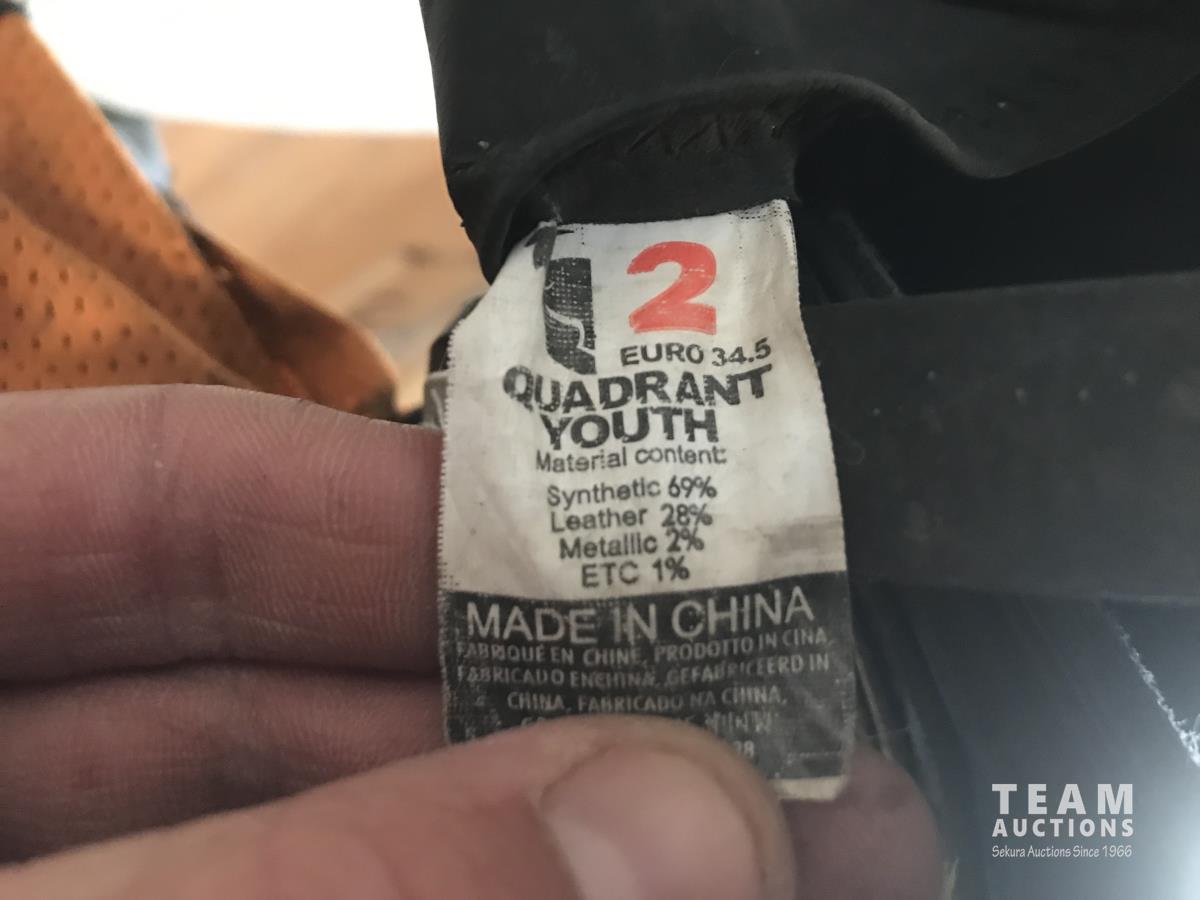 2
EURO 34.5
QUADRANT
YOUTH
Material content:
Synthetic 69%
Leather 28%
Metallic 2%
ETC 1%
MADE IN CHINA
FABRIQUÉ EN CHINE, PRODOTTO IN CINA,
FABRICADO EN CHINA, GEFABRICEERD IN
CHINA, FABRICADO NA CHINA,
TEAM
AUCTIONS
Sekura Auctions Since 1966